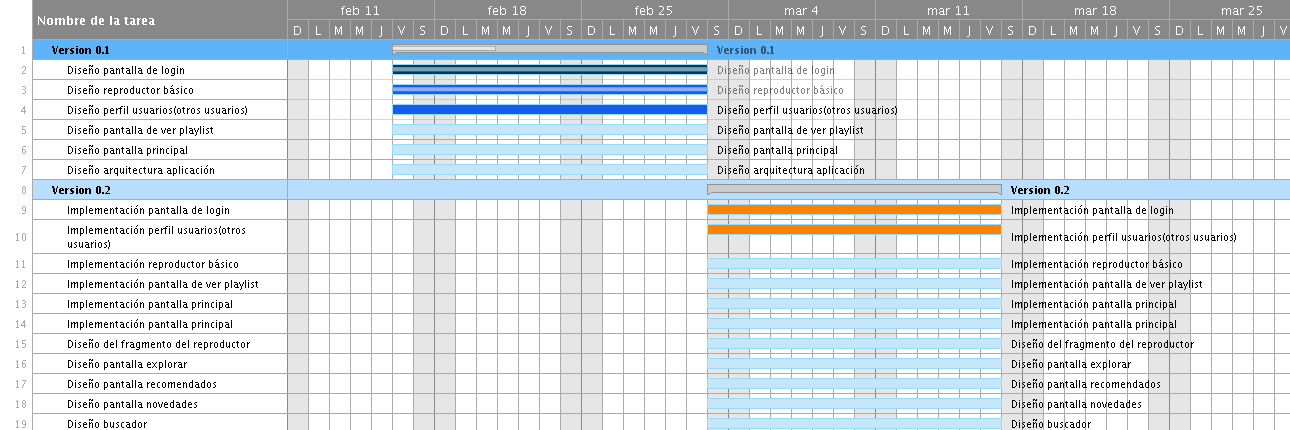 Nombre de la tarea
feb 11 feb 18 feb 25 mar 4 mar 11 mar 18 mar 25
D L M M J V S D L M M J V S D L M M J V S D L M M J V S D L M M J V S D L M M J V S D L M M J V
1 Version 0.1 Version 0.1
2 Diseño pantalla de login Diseño pantalla de login
3 Diseño reproductor básico Diseño reproductor básico
4 Diseño perfil usuarios(otros usuarios) Diseño perfil usuarios(otros usuarios)
5 Diseño pantalla de ver playlist Diseño pantalla de ver playlist
6 Diseño pantalla principal Diseño pantalla principal
7 Diseño arquitectura aplicación Diseño arquitectura aplicación
8 Version 0.2 Version 0.2
9 Implementación pantalla de login Implementación pantalla de login
10 Implementación perfil usuarios(otros
usuarios) Implementación perfil usuarios(otros usuarios)
11 Implementación reproductor básico Implementación reproductor básico
12 Implementación pantalla de ver playlist Implementación pantalla de ver playlist
13 Implementación pantalla principal Implementación pantalla principal
14 Implementación pantalla principal Implementación pantalla principal
15 Diseño del fragmento del reproductor Diseño del fragmento del reproductor
16 Diseño pantalla explorar Diseño pantalla explorar
17 Diseño pantalla recomendados Diseño pantalla recomendados
18 Diseño pantalla novedades Diseño pantalla novedades
19 Diseño buscador Diseño buscador